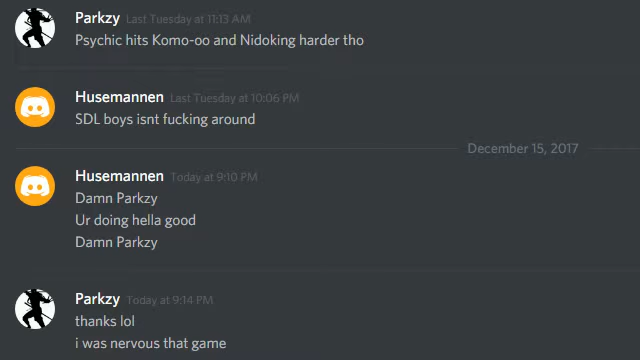 Parkzy Last Tuesday at 11:13 AM
Psychic hits Komo-oo and Nidoking harder tho
Husemannen Last Tuesday at 10:06 PM
SDL boys isnt fucking around
December 15, 2017
Husemannen Today at 9:10 PM
Damn Parkzy
Ur doing hella good
Damn Parkzy
Parkzy Today at 9:14 PM
thanks lol
i was nervous that game